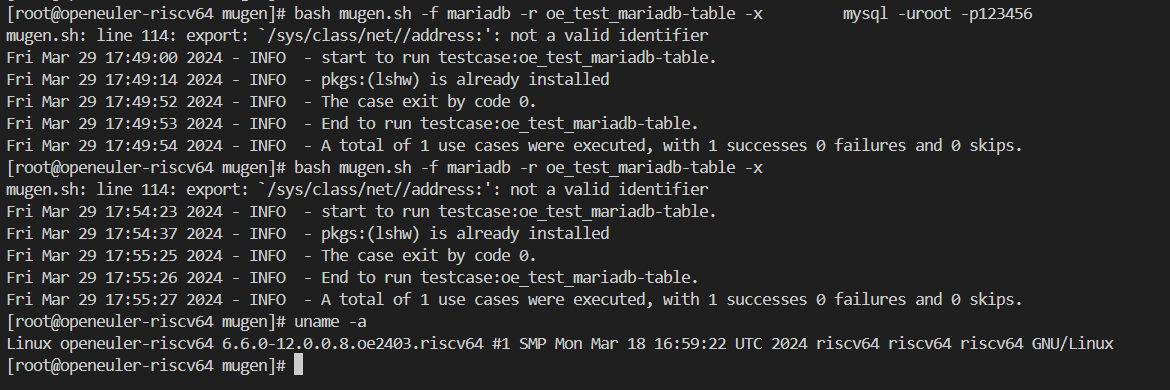 [root@openeuler-riscv64 mugen]# bash mugen.sh -f mariadb -r oe_test_mariadb-table -x        mysql -uroot -p123456
mugen.sh: line 114: export: `/sys/class/net//address:': not a valid identifier
Fri Mar 29 17:49:00 2024 - INFO  - start to run testcase:oe_test_mariadb-table.
Fri Mar 29 17:49:14 2024 - INFO  - pkgs:(lshw) is already installed
Fri Mar 29 17:49:52 2024 - INFO  - The case exit by code 0.
Fri Mar 29 17:49:53 2024 - INFO  - End to run testcase:oe_test_mariadb-table.
Fri Mar 29 17:49:54 2024 - INFO  - A total of 1 use cases were executed, with 1 successes 0 failures and 0 skips.
[root@openeuler-riscv64 mugen]# bash mugen.sh -f mariadb -r oe_test_mariadb-table -x
mugen.sh: line 114: export: `/sys/class/net//address:': not a valid identifier
Fri Mar 29 17:54:23 2024 - INFO  - start to run testcase:oe_test_mariadb-table.
Fri Mar 29 17:54:37 2024 - INFO  - pkgs:(lshw) is already installed
Fri Mar 29 17:55:25 2024 - INFO  - The case exit by code 0.
Fri Mar 29 17:55:26 2024 - INFO  - End to run testcase:oe_test_mariadb-table.
Fri Mar 29 17:55:27 2024 - INFO  - A total of 1 use cases were executed, with 1 successes 0 failures and 0 skips.
[root@openeuler-riscv64 mugen]# uname -a
Linux openeuler-riscv64 6.6.0-12.0.0.8.oe2403.riscv64 #1 SMP Mon Mar 18 16:59:22 UTC 2024 riscv64 riscv64 riscv64 GNU/Linux
[root@openeuler-riscv64 mugen]#